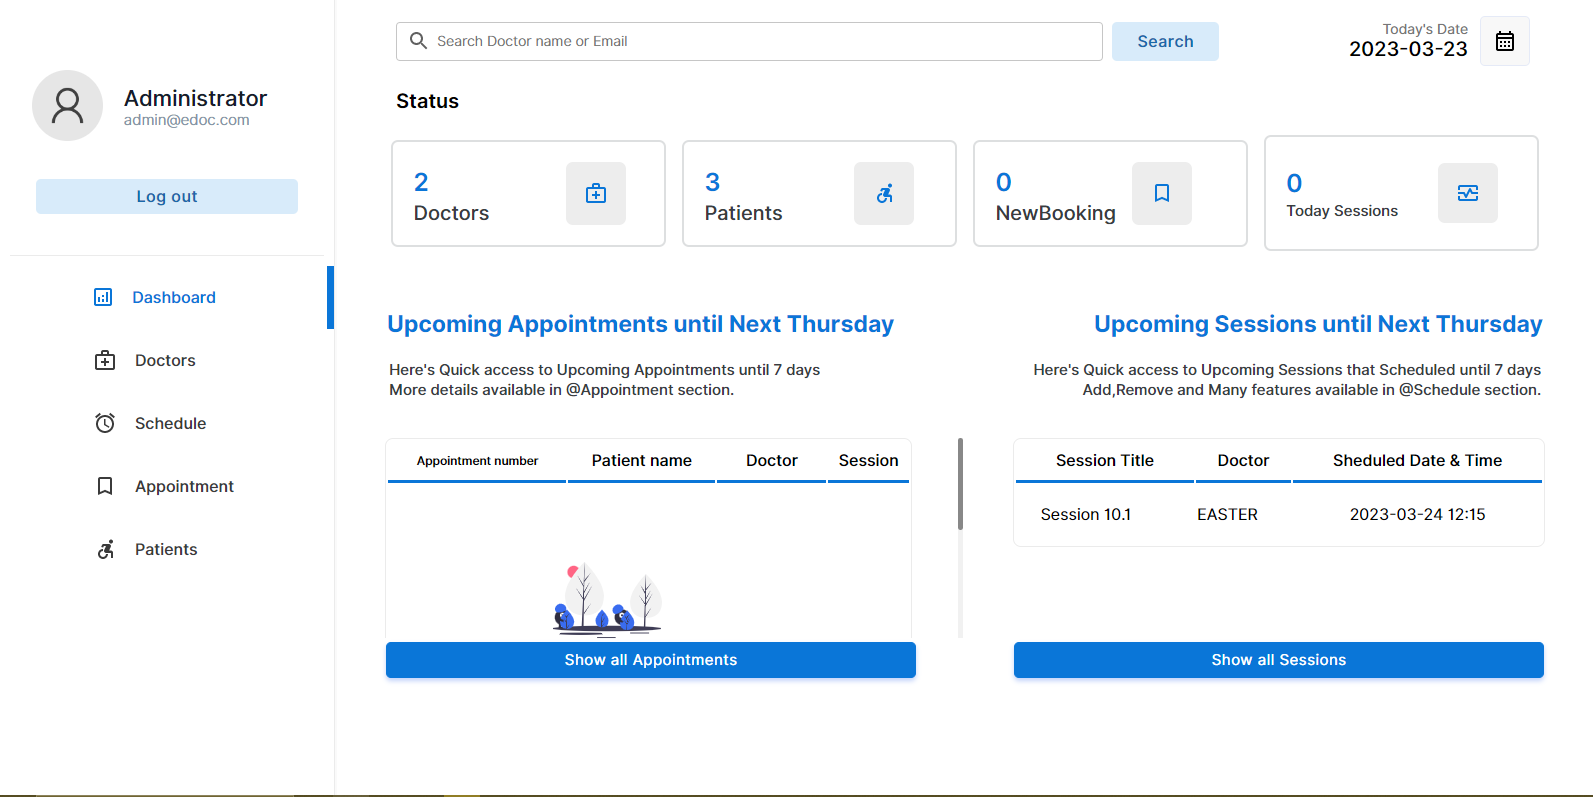 Administrator
admin@edoc.com
Log out
Dashboard
Doctors
Schedule
Appointment
Patients
Search Doctor name or Email
Search
Today's Date
2023-03-23
Status
2
Doctors
3
Patients
0
NewBooking
0
Today Sessions
Upcoming Appointments until Next Thursday
Here's Quick access to Upcoming Appointments until 7 days
More details available in @Appointment section.
Appointment number Patient name Doctor Session
Show all Appointments
Upcoming Sessions until Next Thursday
Here's Quick access to Upcoming Sessions that Scheduled until 7 days
Add,Remove and Many features available in @Schedule section.
Session Title Doctor Sheduled Date & Time
Session 10.1 EASTER 2023-03-24 12:15
Show all Sessions